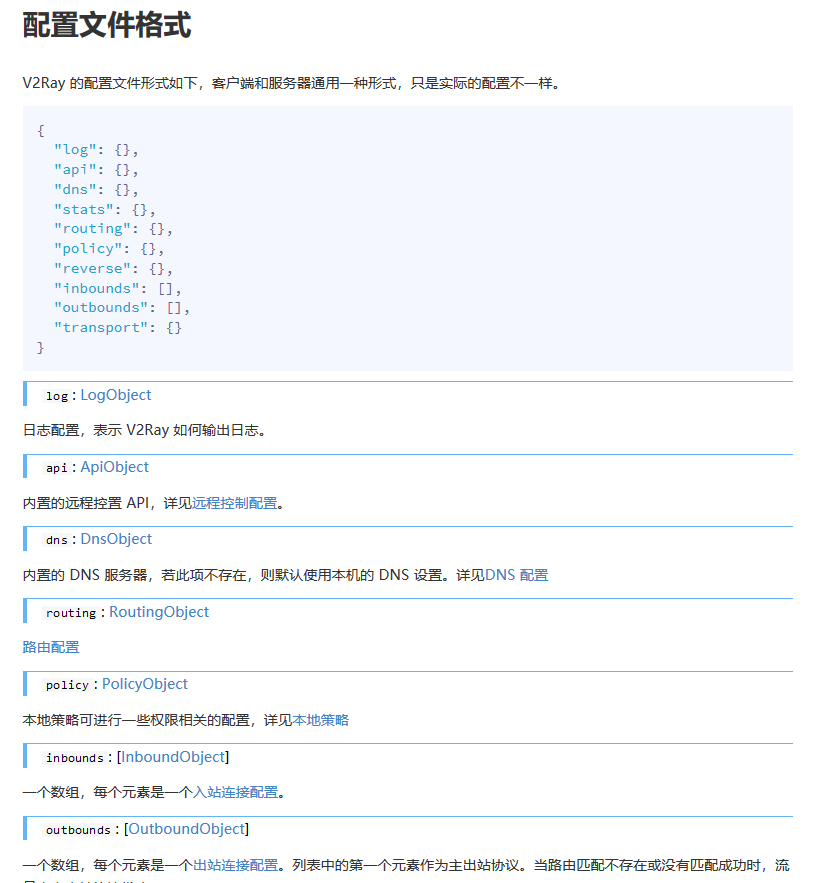 配置文件格式
V2Ray 的配置文件形式如下，客户端和服务器通用一种形式，只是实际的配置不一样。
{
  "log": {},
  "api": {},
  "dns": {},
  "stats": {},
  "routing": {},
  "policy": {},
  "reverse": {},
  "inbounds": [],
  "outbounds": [],
  "transport": {}
}
log : LogObject
日志配置，表示 V2Ray 如何输出日志。
api : ApiObject
内置的远程控置 API，详见远程控制配置。
dns : DnsObject
内置的 DNS 服务器，若此项不存在，则默认使用本机的 DNS 设置。详见DNS 配置
routing : RoutingObject
路由配置
policy : PolicyObject
本地策略可进行一些权限相关的配置，详见本地策略
inbounds : [InboundObject]
一个数组，每个元素是一个入站连接配置。
outbounds : [OutboundObject]
一个数组，每个元素是一个出站连接配置。列表中的第一个元素作为主出站协议。当路由匹配不存在或没有匹配成功时，流